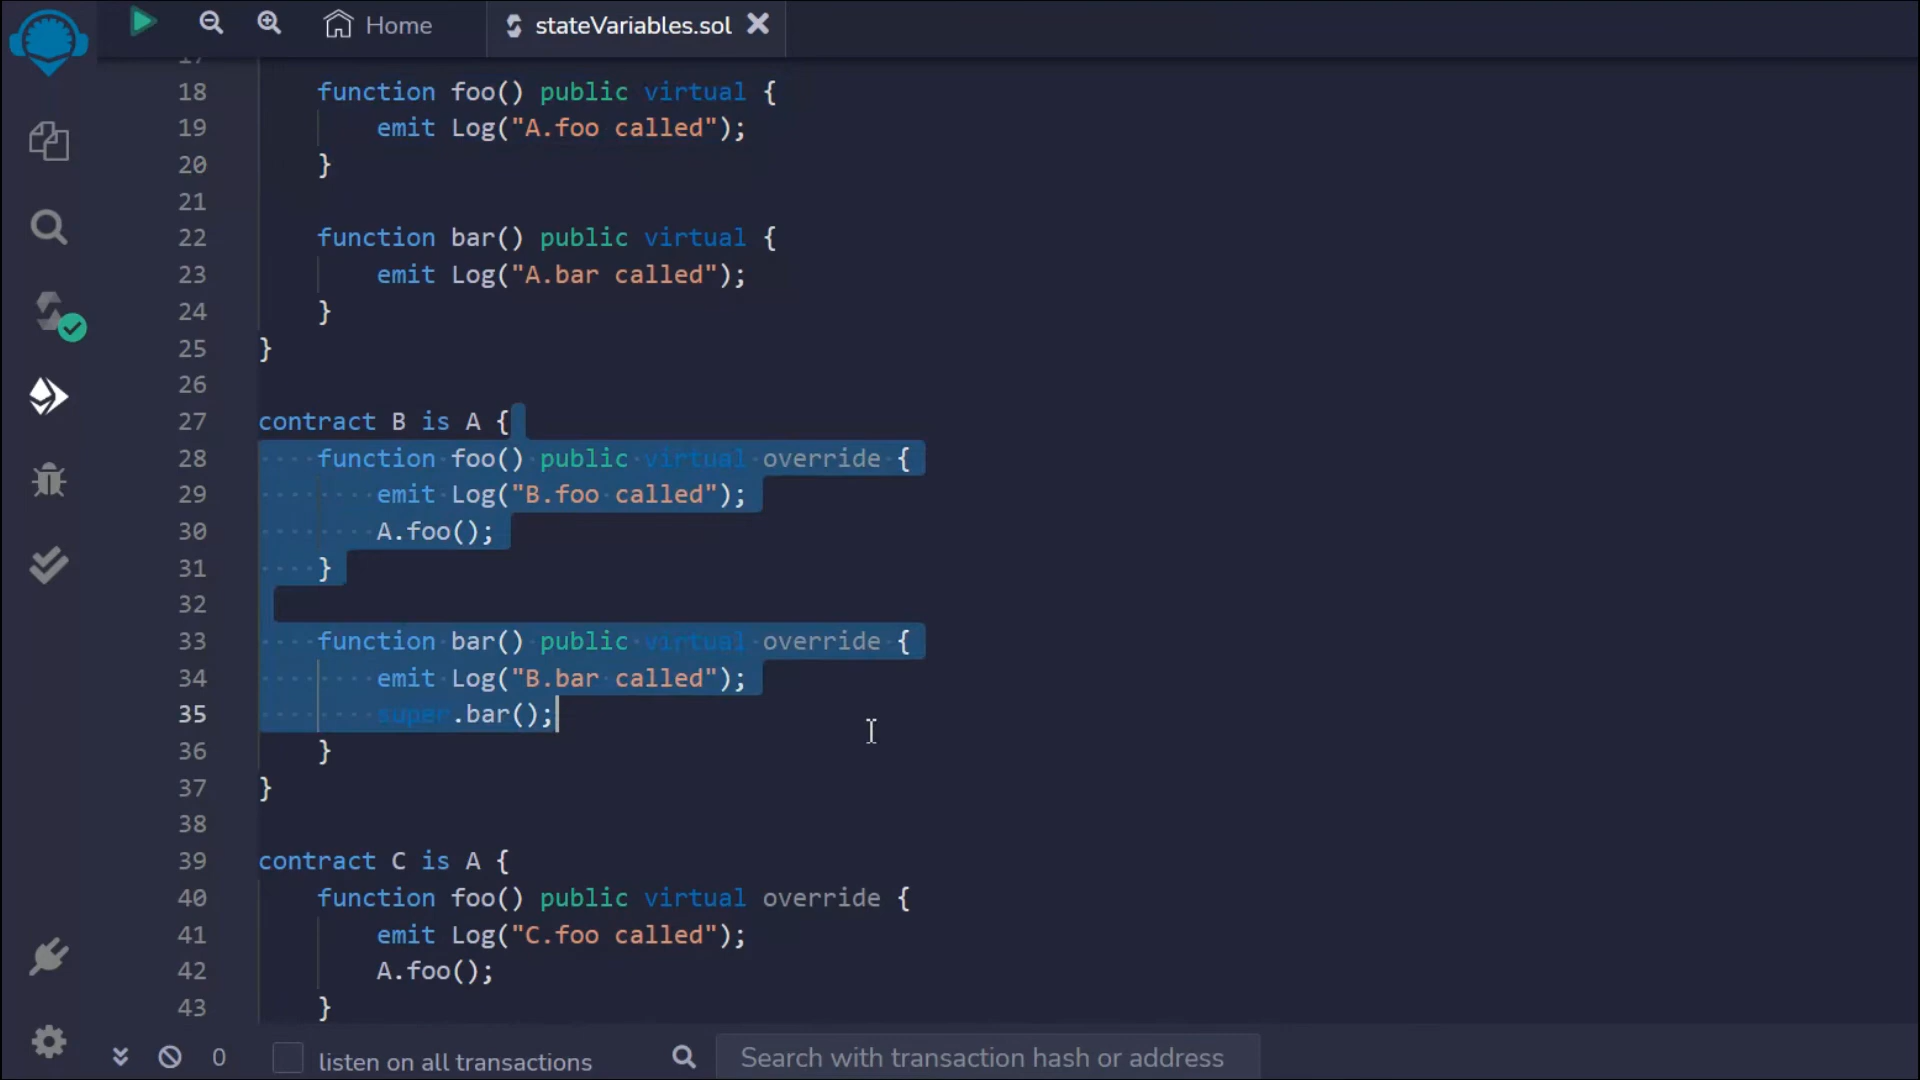 Home
stateVariables.sol
17
18 function foo() public virtual {
19 emit Log("A.foo called");
20 }
21
22 function bar() public virtual {
23 emit Log("A.bar called");
24 }
25 }
26
27 contract B is A {
28 function foo() public virtual override {
29 emit Log("B.foo called");
30 A.foo();
31 }
32
33 function bar() public virtual override {
34 emit Log("B.bar called");
35 super.bar();
36 }
37 }
38
39 contract C is A {
40 function foo() public virtual override {
41 emit Log("C.foo called");
42 A.foo();
43 }
0 listen on all transactions Search with transaction hash or address